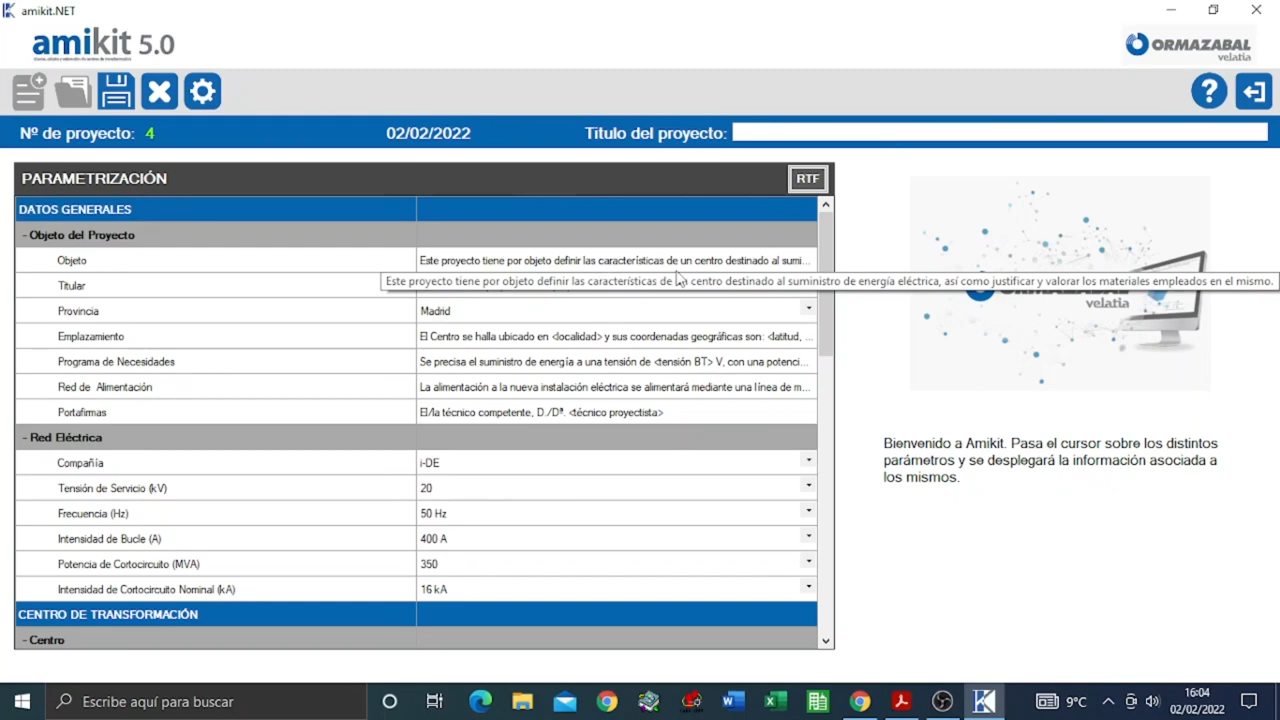 amikit.NET
amikit 5.0
ORMAZABAL
velatia
Nº de proyecto: 4
02/02/2022
Título del proyecto:
PARAMETRIZACIÓN
RTF
DATOS GENERALES
- Objeto del Proyecto
Objeto
Este proyecto tiene por objeto definir las características de un centro destinado al sumi...
Este proyecto tiene por objeto definir las características de un centro destinado al suministro de energía eléctrica, así como justificar y valorar los materiales empleados en el mismo.
Titular
Provincia
Madrid
Emplazamiento
El Centro se halla ubicado en <localidad> y sus coordenadas geográficas son: <latitud, ...
Programa de Necesidades
Se precisa el suministro de energía a una tensión de <tensión BT> V, con una potenci...
Red de Alimentación
La alimentación a la nueva instalación eléctrica se alimentará mediante una línea de m...
Portafirmas
El/la técnico competente, D./Dª. <técnico proyectista>
- Red Eléctrica
Compañía
i-DE
Tensión de Servicio (kV)
20
Frecuencia (Hz)
50 Hz
Intensidad de Bucle (A)
400 A
Potencia de Cortocircuito (MVA)
350
Intensidad de Cortocircuito Nominal (kA)
16 kA
CENTRO DE TRANSFORMACIÓN
- Centro
velatia
Bienvenido a Amikit. Pasa el cursor sobre los distintos
parámetros y se desplegará la información asociada a
los mismos.
Escribe aquí para buscar
9°C
16:04
02/02/2022